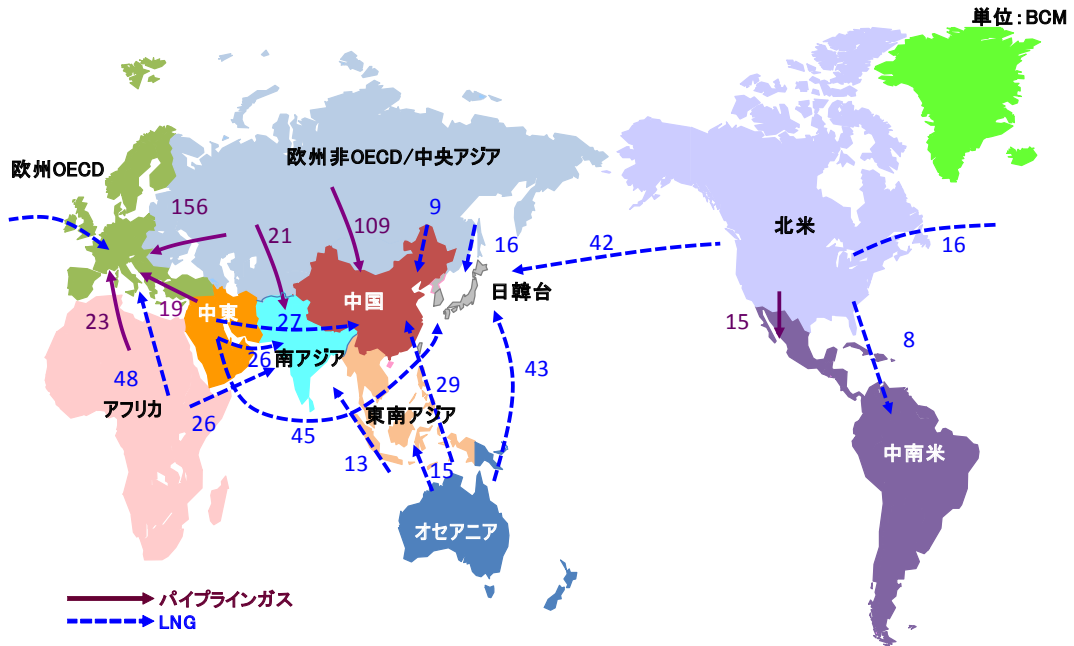 単位：BCM
欧州OECD
欧州非OECD/中央アジア
156
21
109
9
16
42
北米
16
日韓台
中国
中東
19
27
23
26
南アジア
15
8
48
アフリカ
26
45
29
43
東南アジア
13
15
中南米
オセアニア
パイプラインガス
LNG